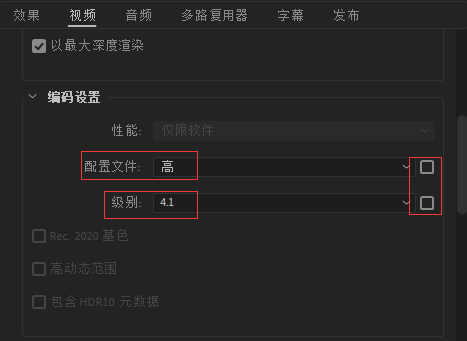 效果 视频 音频 多路复用器 字幕 发布
以最大深度渲染
编码设置
性能: 仅限软件
配置文件: 高
级别: 4.1
Rec. 2020 基色
高动态范围
包含 HDR10 元数据